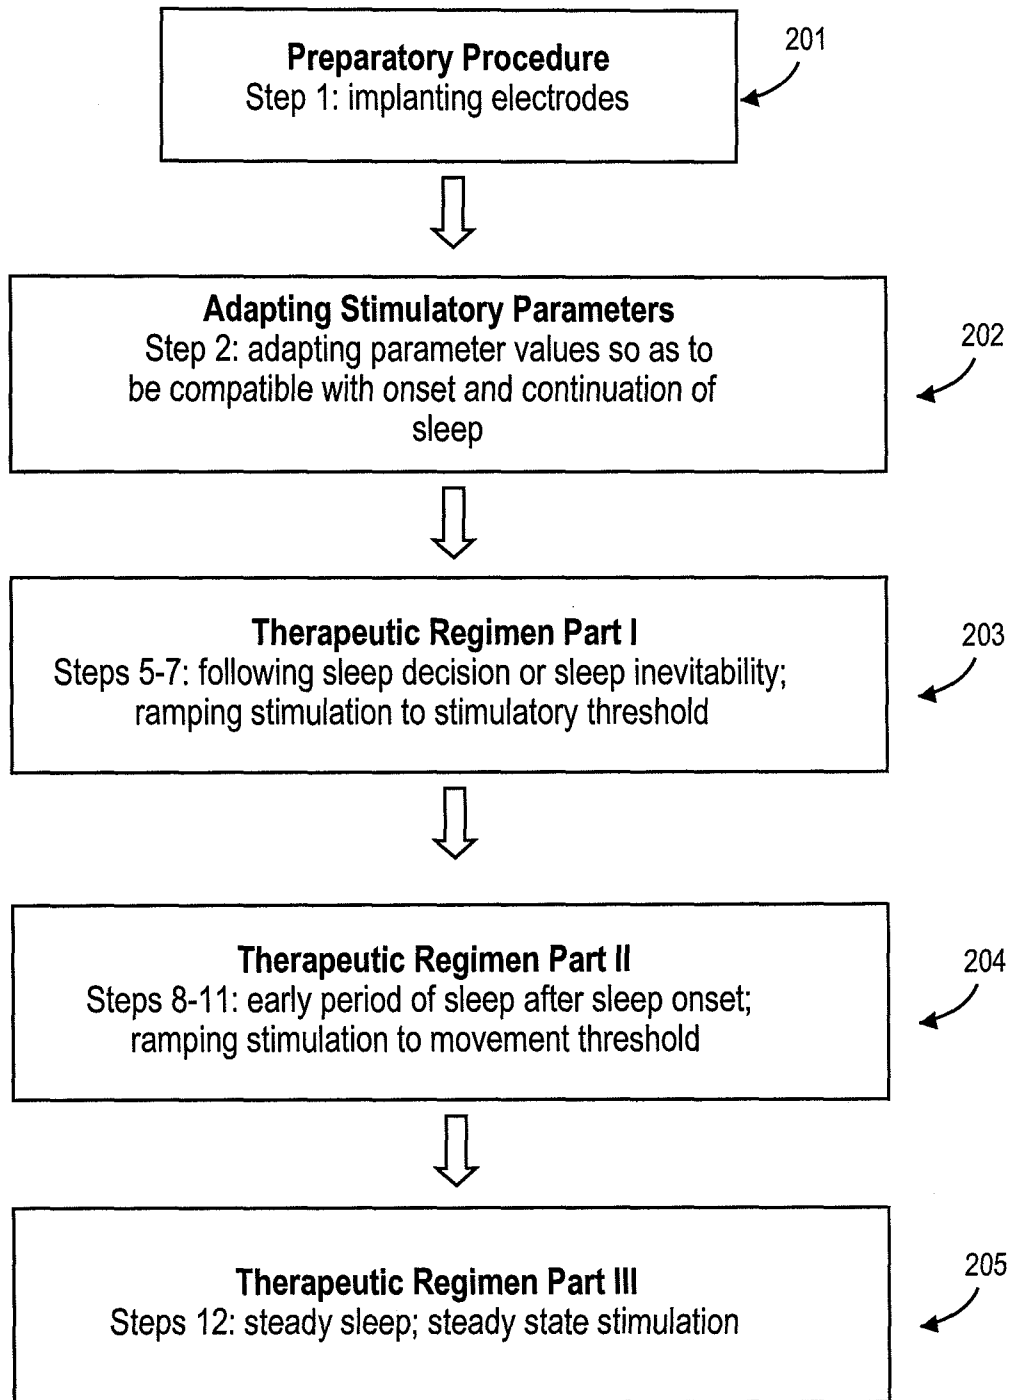 Preparatory Procedure
Step 1: implanting electrodes
201
Adapting Stimulatory Parameters
Step 2: adapting parameter values so as to
be compatible with onset and continuation of
sleep
202
Therapeutic Regimen Part I
Steps 5-7: following sleep decision or sleep inevitability;
ramping stimulation to stimulatory threshold
203
Therapeutic Regimen Part II
Steps 8-11: early period of sleep after sleep onset;
ramping stimulation to movement threshold
204
Therapeutic Regimen Part III
Steps 12: steady sleep; steady state stimulation
205